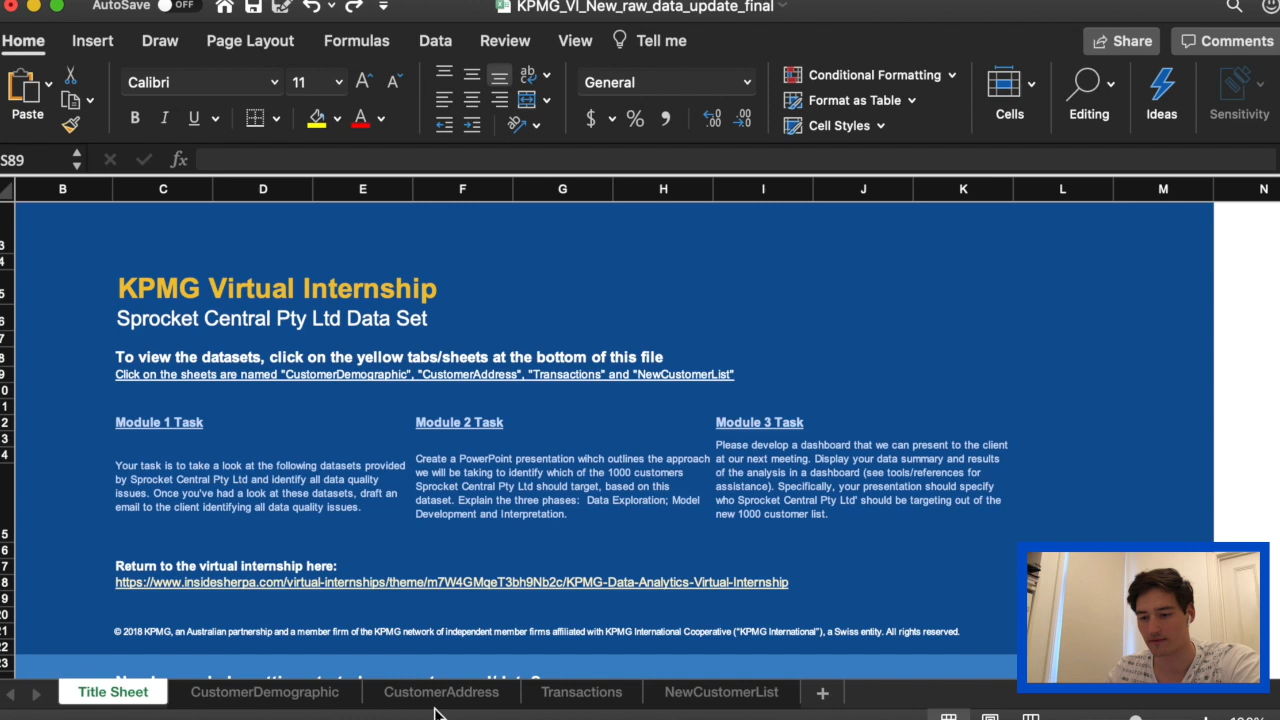 AutoSave OFF KPMG_VI_New_raw_data_update_final
Home Insert Draw Page Layout Formulas Data Review View Tell me Share Comments
Paste Calibri 11 General Conditional Formatting Format as Table Cell Styles Cells Editing Ideas Sensitivity
S89 fx
B C D E F G H I J K L M N
KPMG Virtual Internship
Sprocket Central Pty Ltd Data Set
To view the datasets, click on the yellow tabs/sheets at the bottom of this file
Click on the sheets are named "CustomerDemographic", "CustomerAddress", "Transactions" and "NewCustomerList"
Module 1 Task
Your task is to take a look at the following datasets provided
by Sprocket Central Pty Ltd and identify all data quality
issues. Once you've had a look at these datasets, draft an
email to the client identifying all data quality issues.
Module 2 Task
Create a PowerPoint presentation wihch outlines the approach
we will be taking to identify which of the 1000 customers
Sprocket Central Pty Ltd should target, based on this
dataset. Explain the three phases: Data Exploration; Model
Development and Interpretation.
Module 3 Task
Please develop a dashboard that we can present to the client
at our next meeting. Display your data summary and results
of the analysis in a dashboard (see tools/references for
assistance). Specifically, your presentation should specify
who Sprocket Central Pty Ltd' should be targeting out of the
new 1000 customer list.
Return to the virtual internship here:
https://www.insidesherpa.com/virtual-internships/theme/m7W4GMqeT3bh9Nb2c/KPMG-Data-Analytics-Virtual-Internship
© 2018 KPMG, an Australian partnership and a member firm of the KPMG network of independent member firms affiliated with KPMG International Cooperative ("KPMG International"), a Swiss entity. All rights reserved.
Title Sheet CustomerDemographic CustomerAddress Transactions NewCustomerList